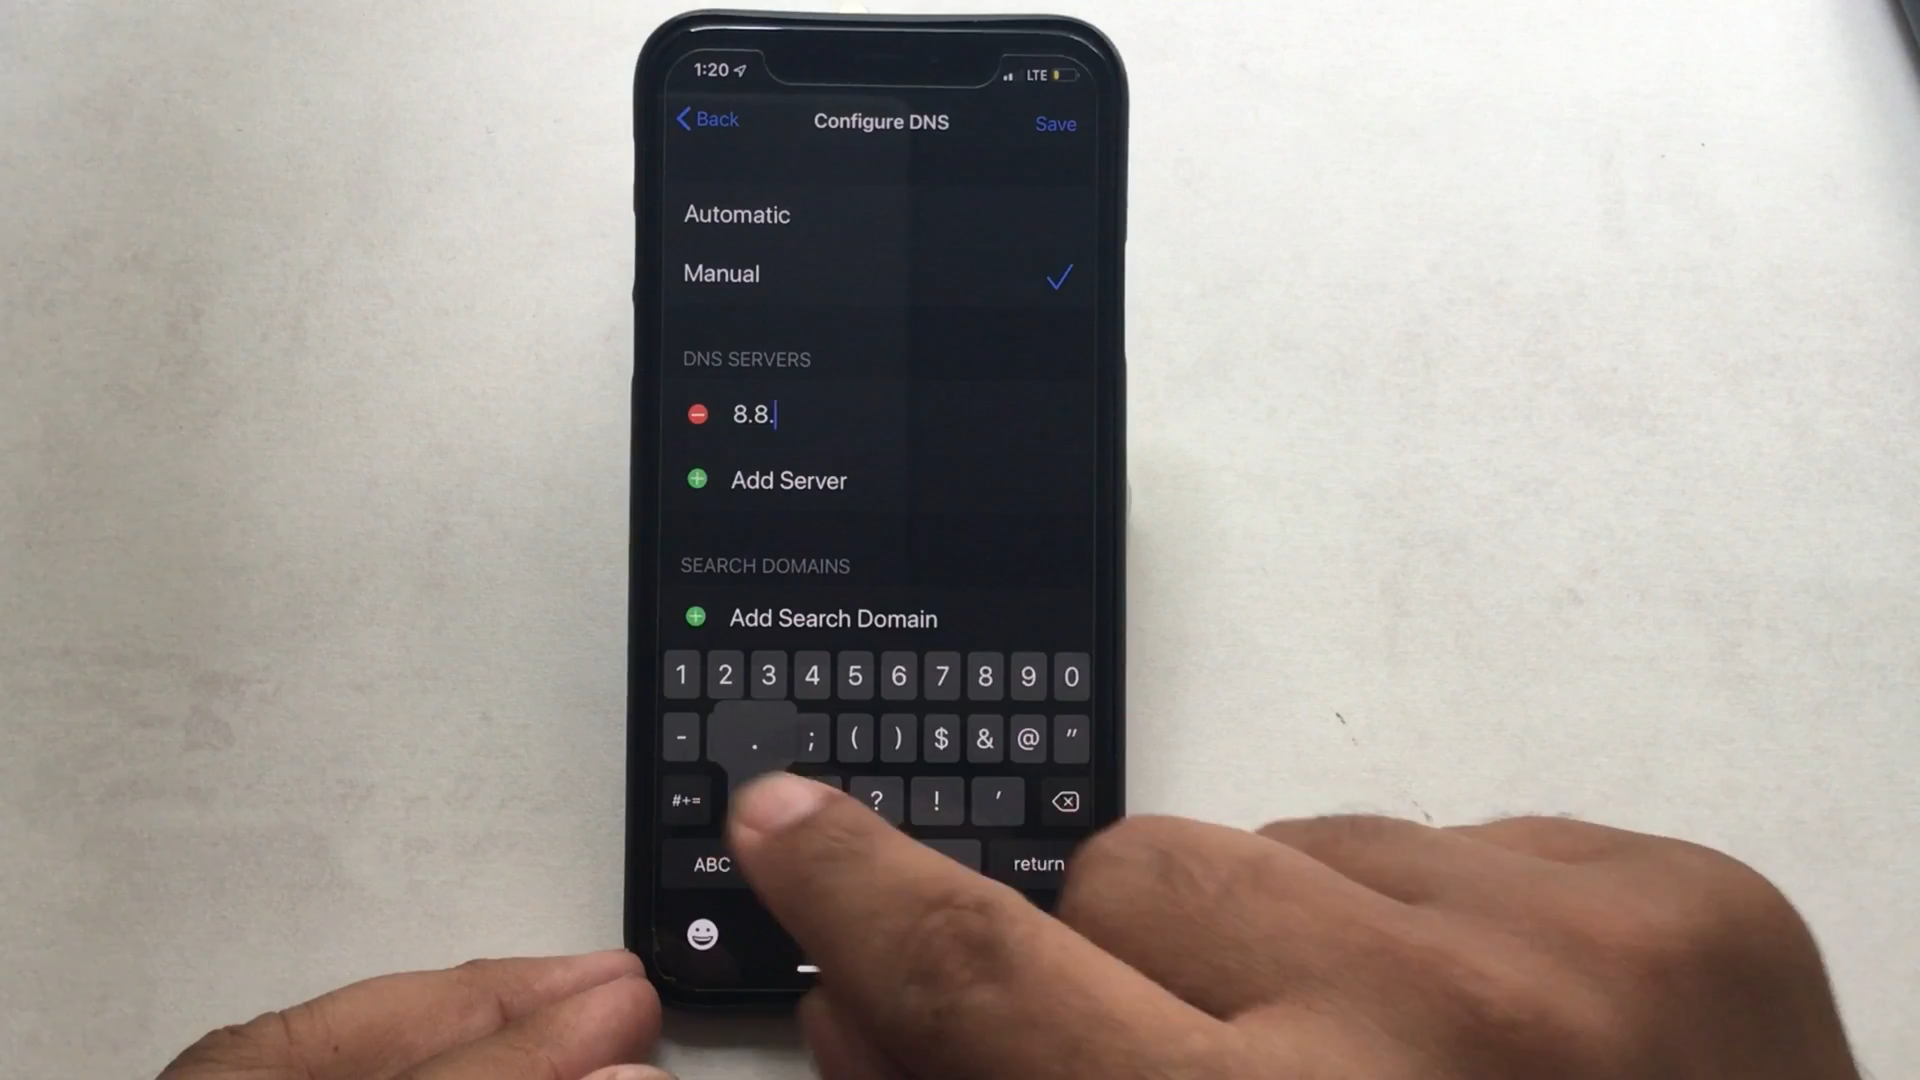 1:20 LTE
Back Configure DNS Save
Automatic
Manual
DNS SERVERS
8.8.
Add Server
SEARCH DOMAINS
Add Search Domain
1 2 3 4 5 6 7 8 9 0
- . ; ( ) $ & @ "
#+= ? ! '
ABC return